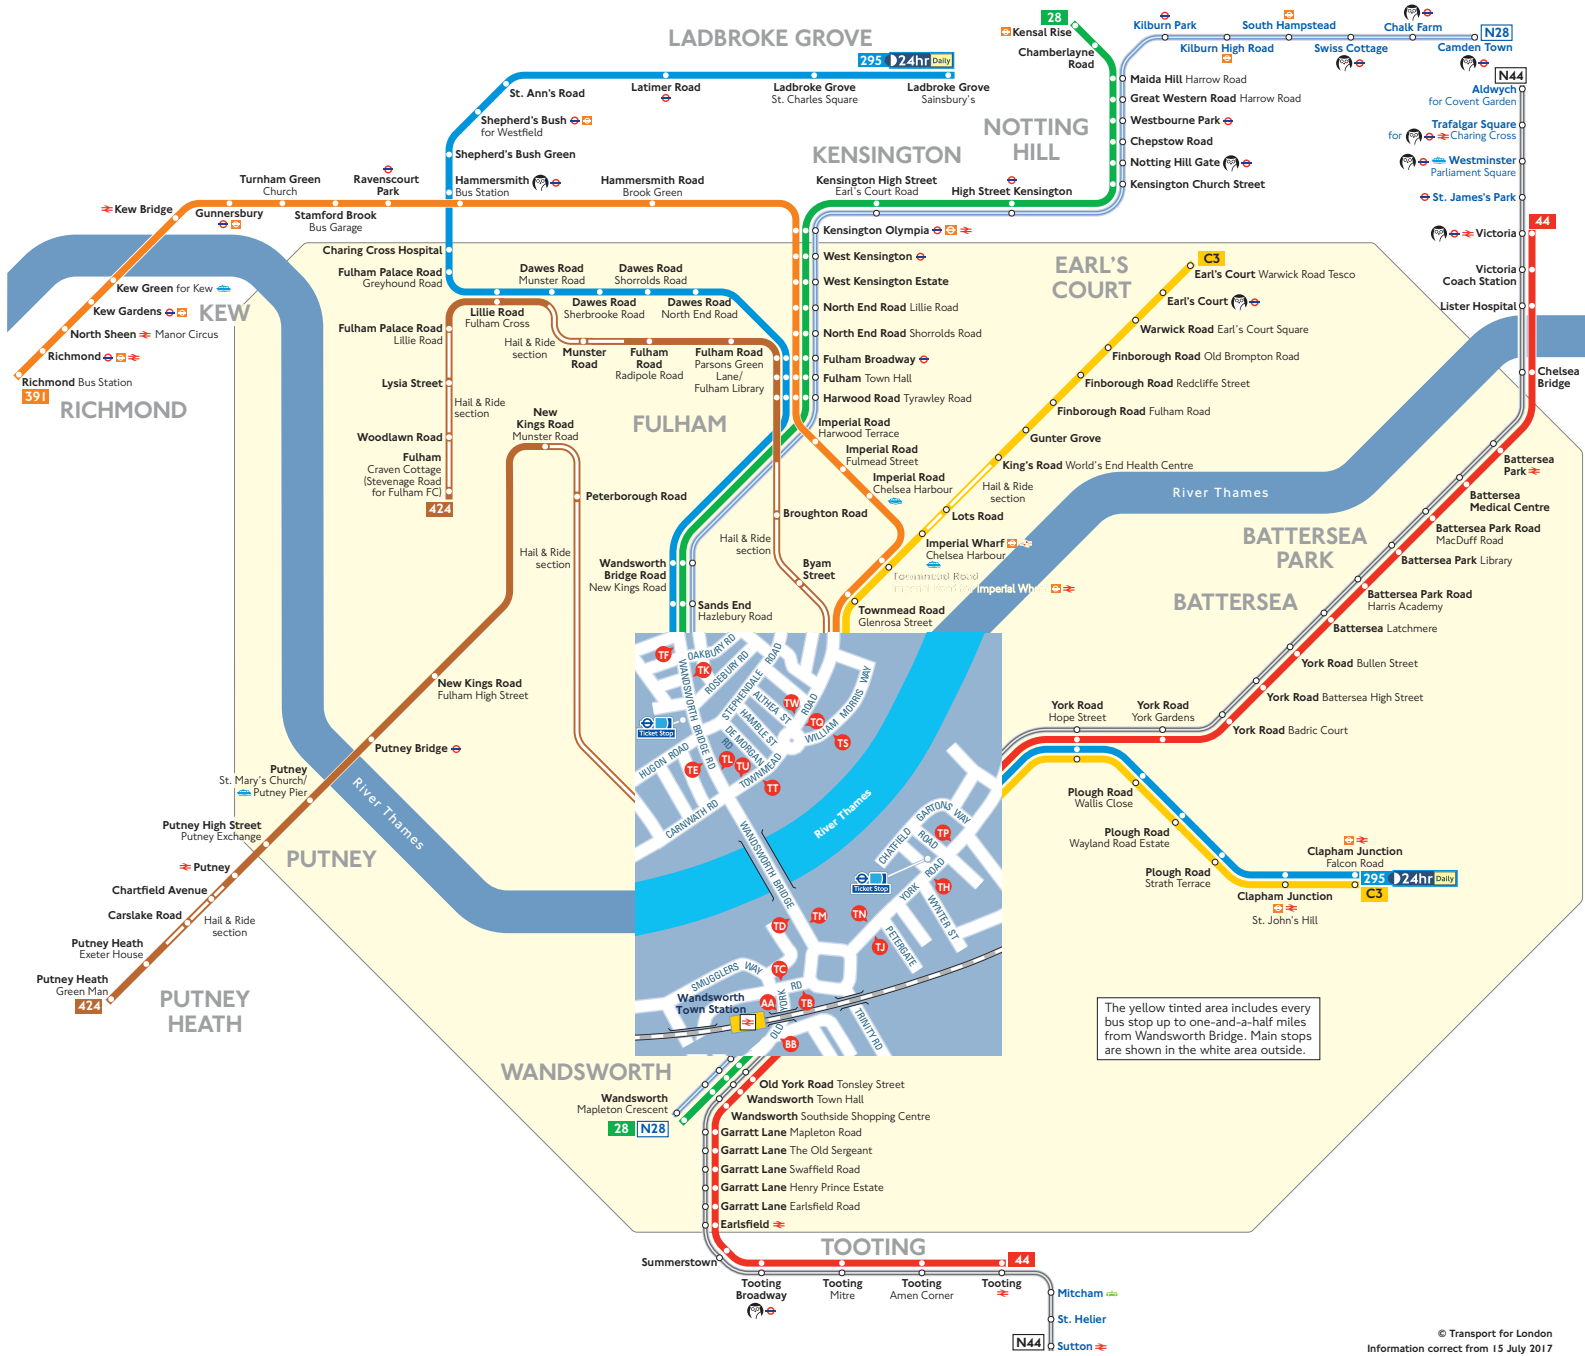 LADBROKE GROVE
295 24hr Daily
St. Ann's Road
Latimer Road
Ladbroke Grove
St. Charles Square
Ladbroke Grove
Sainsbury's
Shepherd's Bush
for Westfield
Shepherd's Bush Green
Hammersmith
Bus Station
Hammersmith Road
Brook Green
28
Kensal Rise
Chamberlayne
Road
Kilburn Park
Kilburn High Road
South Hampstead
Swiss Cottage
Chalk Farm
Camden Town
N28
N44
Aldwych
for Covent Garden
Trafalgar Square
for Charing Cross
Westminster
Parliament Square
St. James's Park
44
Victoria
Victoria
Coach Station
Lister Hospital
Chelsea
Bridge
NOTTING
HILL
Maida Hill Harrow Road
Great Western Road Harrow Road
Westbourne Park
Chepstow Road
Notting Hill Gate
Kensington Church Street
KENSINGTON
Kensington High Street
Earl's Court Road
High Street Kensington
Kensington Olympia
West Kensington
West Kensington Estate
North End Road Lillie Road
North End Road Shorrolds Road
Fulham Broadway
Fulham Town Hall
Harwood Road Tyrawley Road
Kew Bridge
Gunnersbury
Turnham Green
Church
Stamford Brook
Bus Garage
Ravenscourt
Park
Kew Green for Kew
Kew Gardens
KEW
North Sheen Manor Circus
Richmond
Richmond Bus Station
391
RICHMOND
Charing Cross Hospital
Fulham Palace Road
Greyhound Road
Dawes Road
Munster Road
Dawes Road
Shorrolds Road
Dawes Road
Sherbrooke Road
Dawes Road
North End Road
Lillie Road
Fulham Cross
Fulham Palace Road
Lillie Road
Hail & Ride
section
Munster
Road
Fulham
Road
Radipole Road
Fulham Road
Parsons Green
Lane/
Fulham Library
Lysia Street
Hail & Ride
section
Woodlawn Road
Fulham
Craven Cottage
(Stevenage Road
for Fulham FC)
424
New
Kings Road
Munster Road
FULHAM
Peterborough Road
Hail & Ride
section
Imperial Road
Harwood Terrace
Imperial Road
Fulmead Street
Imperial Road
Chelsea Harbour
Broughton Road
Hail & Ride
section
Byam
Street
Wandsworth
Bridge Road
New Kings Road
Sands End
Hazlebury Road
EARL'S
COURT
C3
Earl's Court Warwick Road Tesco
Earl's Court
Warwick Road Earl's Court Square
Finborough Road Old Brompton Road
Finborough Road Redcliffe Street
Finborough Road Fulham Road
Gunter Grove
King's Road World's End Health Centre
Hail & Ride
section
Lots Road
Imperial Wharf
Chelsea Harbour
Townmead Road
Imperial Road for Imperial Wharf
Townmead Road
Glenrosa Street
River Thames
BATTERSEA
PARK
BATTERSEA
Battersea
Park
Battersea
Medical Centre
Battersea Park Road
MacDuff Road
Battersea Park Library
Battersea Park Road
Harris Academy
Battersea Latchmere
York Road Bullen Street
York Road Battersea High Street
York Road Badric Court
York Road
York Gardens
York Road
Hope Street
Plough Road
Wallis Close
Plough Road
Wayland Road Estate
Plough Road
Strath Terrace
Clapham Junction
Falcon Road
295 24hr Daily
C3
Clapham Junction
St. John's Hill
New Kings Road
Fulham High Street
Putney Bridge
Putney
St. Mary's Church/
Putney Pier
River Thames
Putney High Street
Putney Exchange
PUTNEY
Putney
Chartfield Avenue
Carslake Road
Hail & Ride
section
Putney Heath
Exeter House
Putney Heath
Green Man
424
PUTNEY
HEATH
TF
OAKBURY RD
TK
ROSEBURY RD
STEPHENDALE ROAD
ALTHEA ST
HAMBLE ST
DE MORGAN
RD
TOWNMEAD
ROAD
WILLIAM MORRIS WAY
TW
TQ
TS
Ticket Stop
WANDSWORTH BRIDGE RD
HUGON ROAD
TE
TL
TU
TT
CARNWATH RD
WANDSWORTH BRIDGE
River Thames
CHATFIELD ROAD
GARTONS WAY
TP
Ticket Stop
YORK ROAD
TH
WYNTER ST
TN
TJ
PETERGATE
TM
TD
TC
SMUGGLERS WAY
Wandsworth
Town Station
AA
TB
OLD YORK RD
BB
TRINITY RD
The yellow tinted area includes every
bus stop up to one-and-a-half miles
from Wandsworth Bridge. Main stops
are shown in the white area outside.
WANDSWORTH
Wandsworth
Mapleton Crescent
28 N28
Old York Road Tonsley Street
Wandsworth Town Hall
Wandsworth Southside Shopping Centre
Garratt Lane Mapleton Road
Garratt Lane The Old Sergeant
Garratt Lane Swaffield Road
Garratt Lane Henry Prince Estate
Garratt Lane Earlsfield Road
Earlsfield
TOOTING
Summerstown
44
Tooting
Broadway
Tooting
Mitre
Tooting
Amen Corner
Tooting
Mitcham
St. Helier
N44
Sutton
© Transport for London
Information correct from 15 July 2017